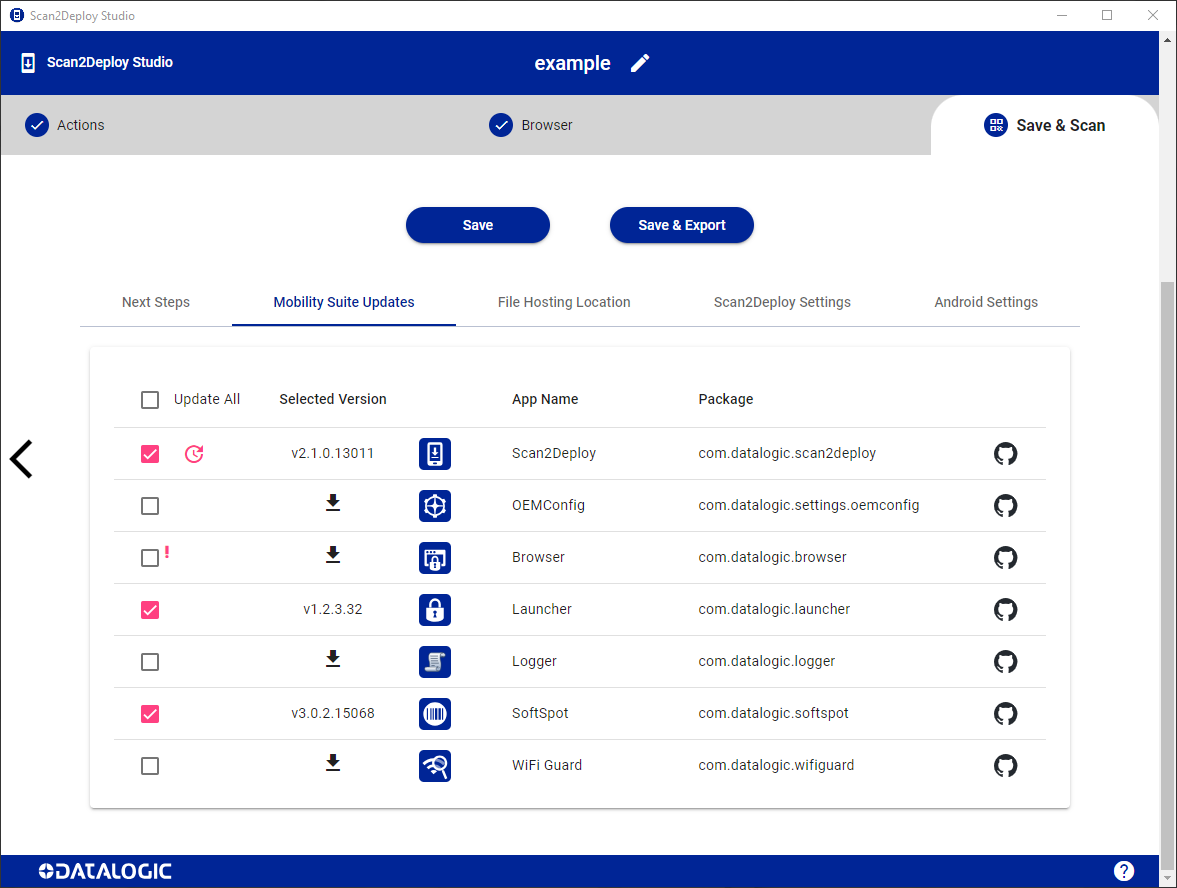 Scan2Deploy Studio
Scan2Deploy Studio
example
Actions
Browser
Save & Scan
Save
Save & Export
Next Steps
Mobility Suite Updates
File Hosting Location
Scan2Deploy Settings
Android Settings
Update All Selected Version App Name Package
v2.1.0.13011 Scan2Deploy com.datalogic.scan2deploy
OEMConfig com.datalogic.settings.oemconfig
! Browser com.datalogic.browser
v1.2.3.32 Launcher com.datalogic.launcher
Logger com.datalogic.logger
v3.0.2.15068 SoftSpot com.datalogic.softspot
WiFi Guard com.datalogic.wifiguard
DATALOGIC
?